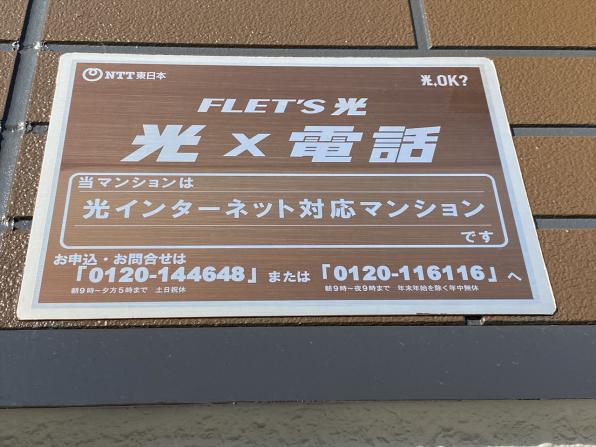 NTT東日本
光、OK?
FLET'S 光
光 × 電話
当マンションは
光インターネット対応マンション
です
お申込・お問合せは
「0120-144648」または「0120-116116」へ
朝9時〜夕方5時まで 土日祝休
朝9時〜夜9時まで 年末年始を除く年中無休